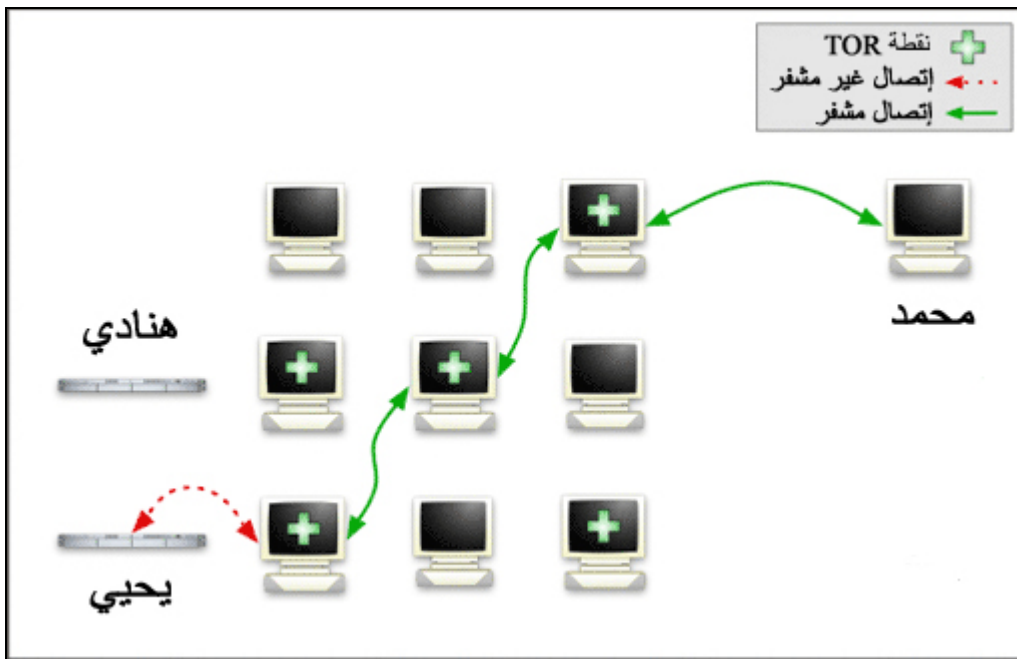 نقطة TOR
إتصال غير مشفر
إتصال مشفر
محمد
هنادي
يحيي